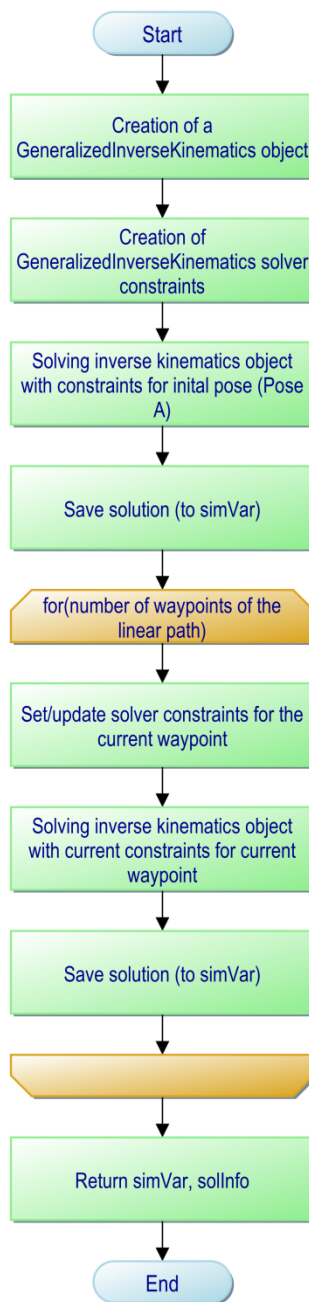 Start
Creation of a
GeneralizedInverseKinematics object
Creation of
GeneralizedInverseKinematics solver
constraints
Solving inverse kinematics object
with constraints for inital pose (Pose
A)
Save solution (to simVar)
for(number of waypoints of the
linear path)
Set/update solver constraints for the
current waypoint
Solving inverse kinematics object
with current constraints for current
waypoint
Save solution (to simVar)
Return simVar, solInfo
End